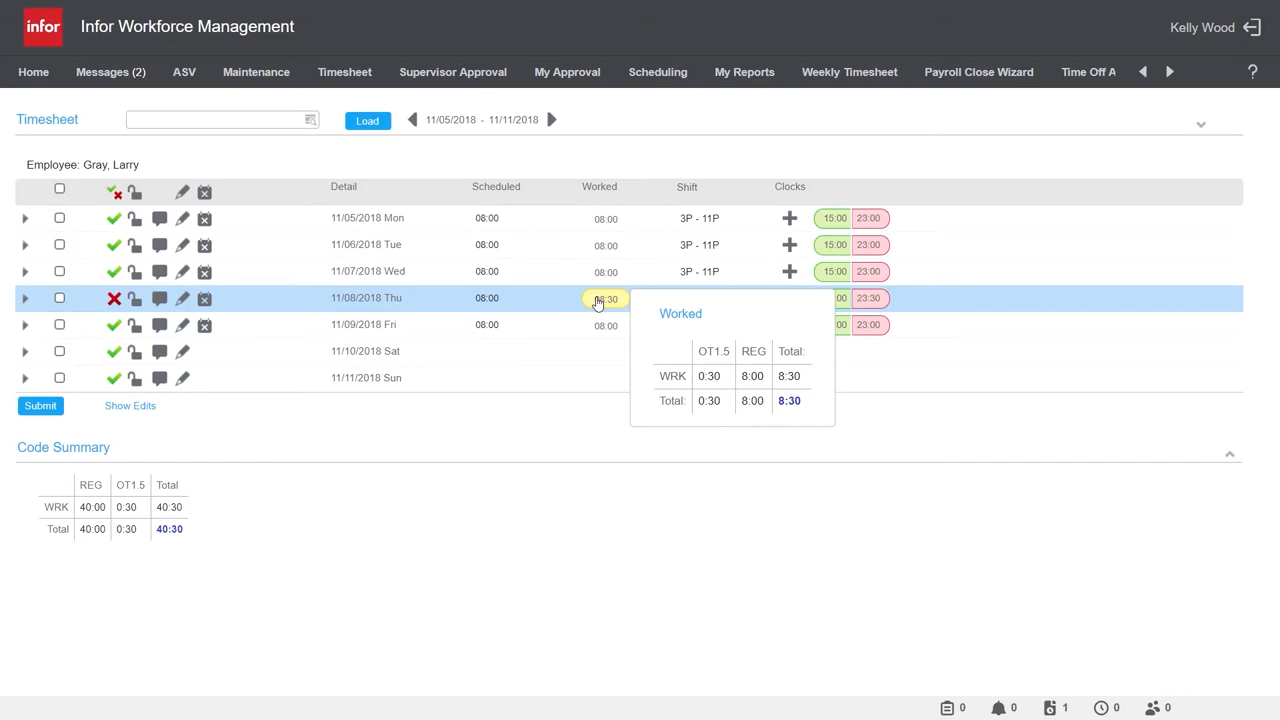 infor Infor Workforce Management Kelly Wood
Home Messages (2) ASV Maintenance Timesheet Supervisor Approval My Approval Scheduling My Reports Weekly Timesheet Payroll Close Wizard Time Off A ?
Timesheet Load 11/05/2018 - 11/11/2018
Employee: Gray, Larry
Detail Scheduled Worked Shift Clocks
11/05/2018 Mon 08:00 08:00 3P - 11P 15:00 23:00
11/06/2018 Tue 08:00 08:00 3P - 11P 15:00 23:00
11/07/2018 Wed 08:00 08:00 3P - 11P 15:00 23:00
11/08/2018 Thu 08:00 :30 :00 23:30
11/09/2018 Fri 08:00 08:00 :00 23:00
11/10/2018 Sat
11/11/2018 Sun
Worked
OT1.5 REG Total:
WRK 0:30 8:00 8:30
Total: 0:30 8:00 8:30
Submit Show Edits
Code Summary
REG OT1.5 Total
WRK 40:00 0:30 40:30
Total 40:00 0:30 40:30
0 0 1 0 0